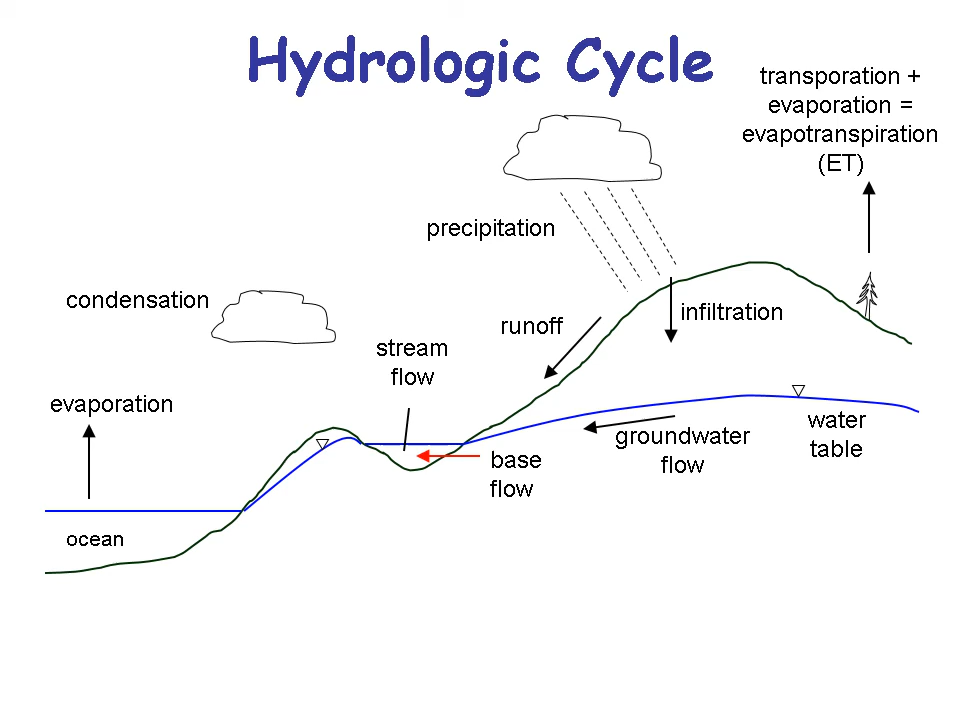 Hydrologic Cycle
transporation +
evaporation =
evapotranspiration
(ET)
precipitation
condensation
infiltration
runoff
stream
flow
evaporation
water
table
groundwater
flow
base
flow
ocean